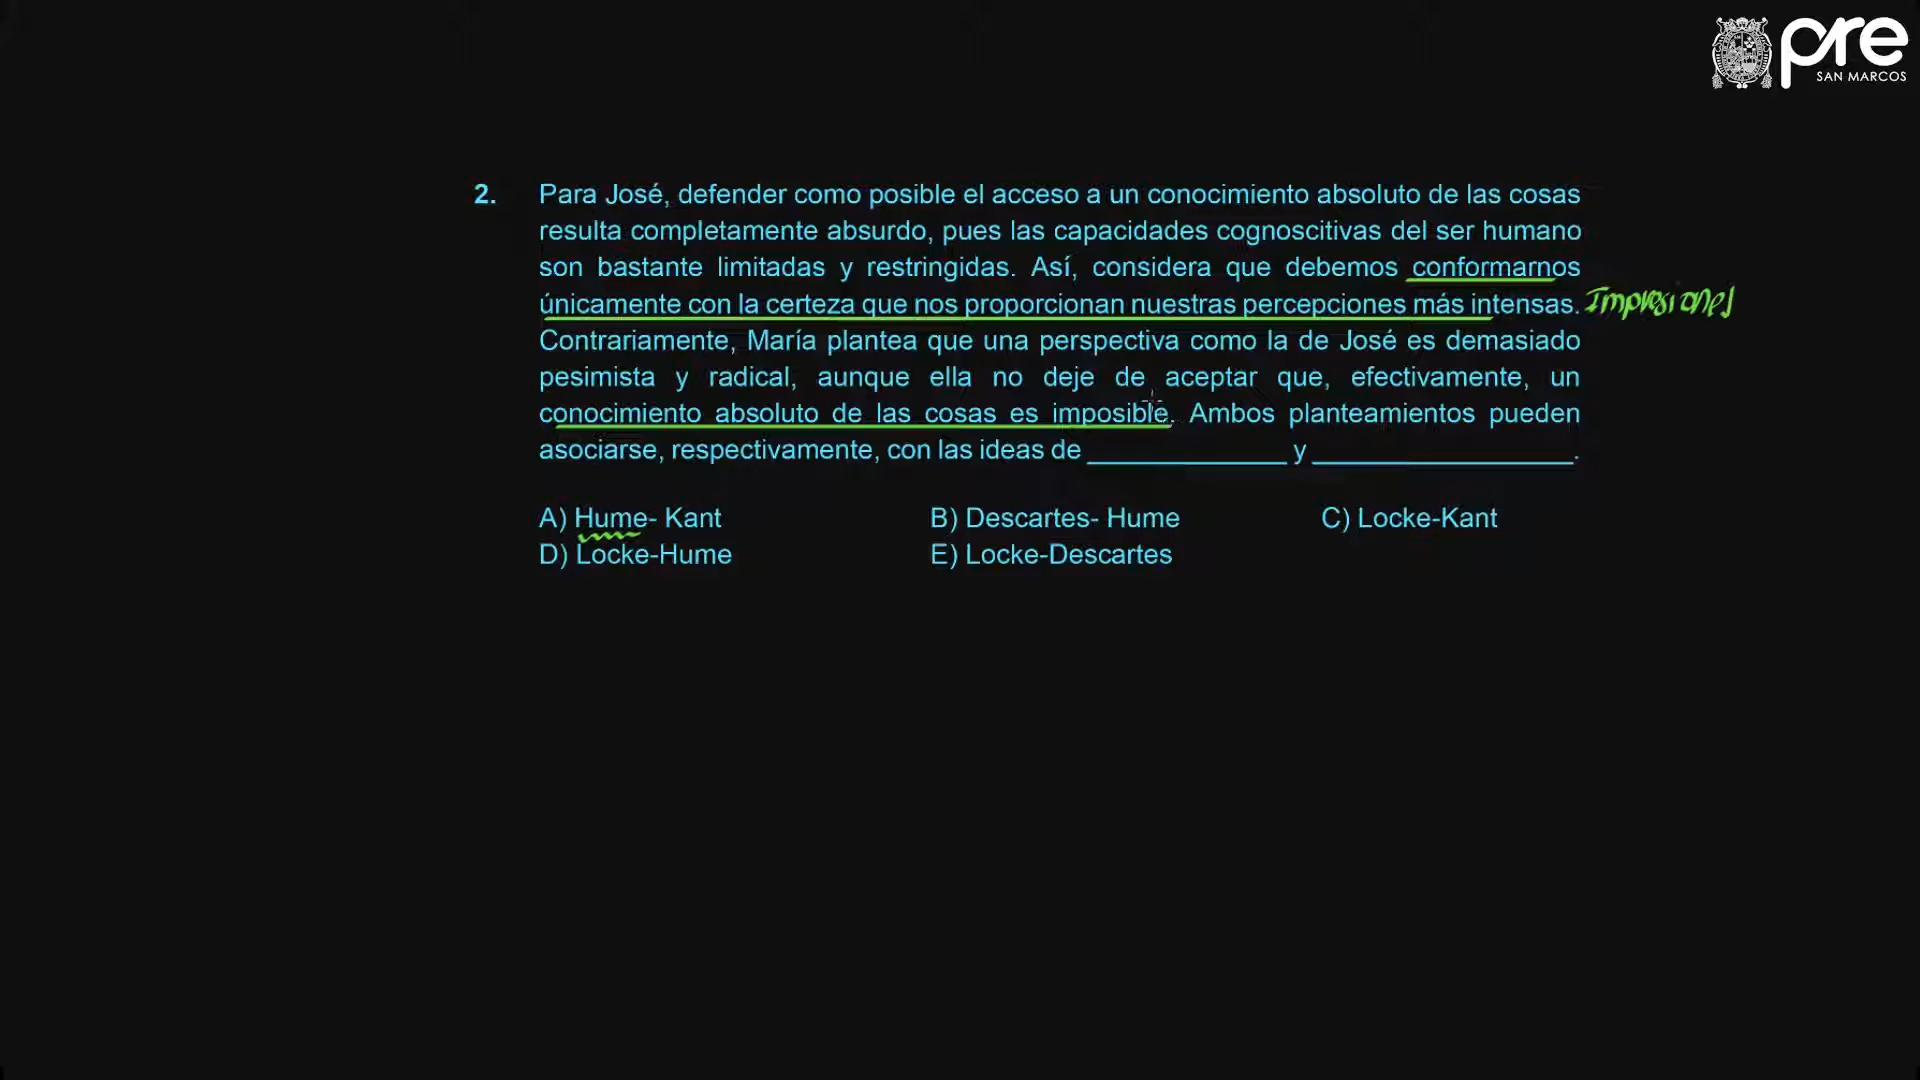 pre
SAN MARCOS
2. Para José, defender como posible el acceso a un conocimiento absoluto de las cosas
resulta completamente absurdo, pues las capacidades cognoscitivas del ser humano
son bastante limitadas y restringidas. Así, considera que debemos conformarnos
únicamente con la certeza que nos proporcionan nuestras percepciones más intensas. Impresiones
Contrariamente, María plantea que una perspectiva como la de José es demasiado
pesimista y radical, aunque ella no deje de aceptar que, efectivamente, un
conocimiento absoluto de las cosas es imposible. Ambos planteamientos pueden
asociarse, respectivamente, con las ideas de ______________ y __________________.
A) Hume- Kant B) Descartes- Hume C) Locke-Kant
D) Locke-Hume E) Locke-Descartes